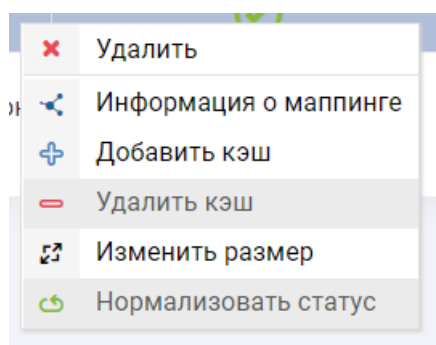 Удалить
Информация о маппинге
Добавить кэш
Удалить кэш
Изменить размер
Нормализовать статус